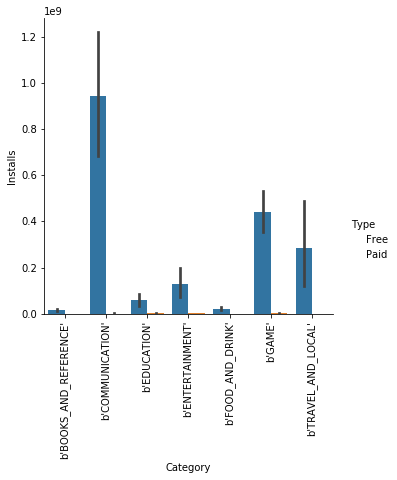 1e9
1.2
1.0
0.8
0.6
0.4
0.2
0.0
Installs
b'BOOKS_AND_REFERENCE'
b'COMMUNICATION'
b'EDUCATION'
b'ENTERTAINMENT'
b'FOOD_AND_DRINK'
b'GAME'
b'TRAVEL_AND_LOCAL'
Category
Type
Free
Paid